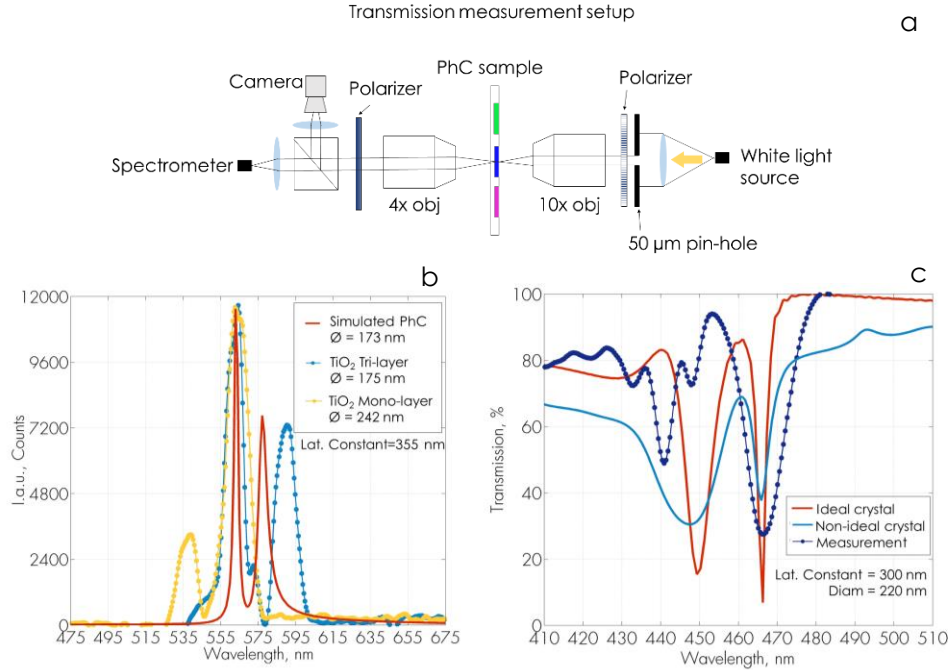 Transmission measurement setup
a
PhC sample
Camera
Polarizer
Polarizer
Spectrometer
White light
source
4x obj
10x obj
50 µm pin-hole
b
12000
9600
7200
4800
2400
0
I.a.u., Counts
Simulated PhC
Ø = 173 nm
TiO2 Tri-layer
Ø = 175 nm
TiO2 Mono-layer
Ø = 242 nm
Lat. Constant=355 nm
475 495 515 535 555 575 595 615 635 655 675
Wavelength, nm
c
100
80
60
40
20
0
Transmission, %
Ideal crystal
Non-ideal crystal
Measurement
Lat. Constant = 300 nm
Diam = 220 nm
410 420 430 440 450 460 470 480 490 500 510
Wavelength, nm